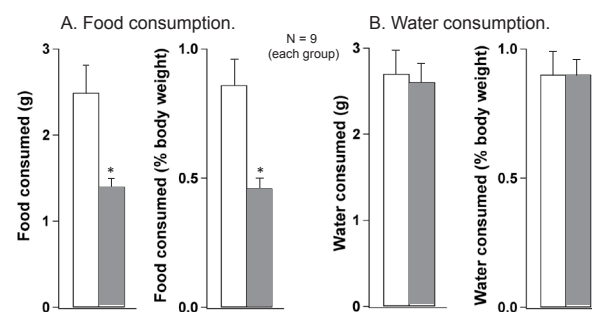 A. Food consumption.
N = 9
(each group)
B. Water consumption.
Food consumed (g)
3
2
1
0
*
Food consumed (% body weight)
1.0
0.5
0.0
*
Water consumed (g)
3
2
1
0
Water consumed (% body weight)
1.0
0.5
0.0